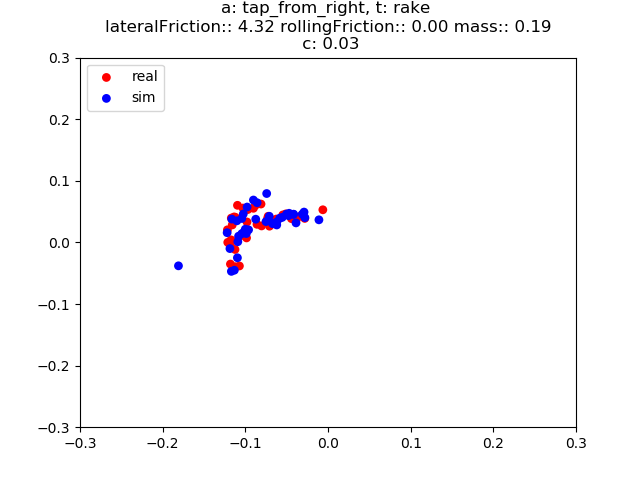 a: tap_from_right, t: rake
lateralFriction:: 4.32 rollingFriction:: 0.00 mass:: 0.19
c: 0.03
real
sim
0.3
0.2
0.1
0.0
−0.1
−0.2
−0.3
−0.3
−0.2
−0.1
0.0
0.1
0.2
0.3